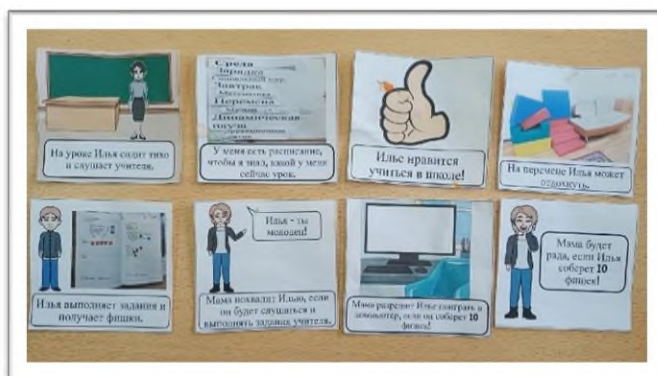 На уроке Илья сидит тихо
и слушает учителя.
Среда
Зарядка
Завтрак
Перемена
Динамическая
пауза
У меня есть расписание,
чтобы я знал, какой у меня
сейчас урок.
Илье нравится
учиться в школе!
На перемене Илья может
отдохнуть.
Илья выполняет задания и
получает фишки.
Илья - ты
молодец!
Мама похвалит Илью, если
он будет слушаться и
выполнять задания учителя.
Мама разрешит Илье поиграть в
компьютер, если он соберет 10
фишек!
Мама будет
рада, если Илья
соберет 10
фишек!